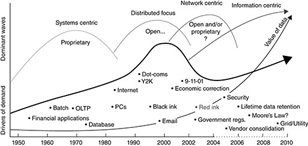 Dominant waves
Systems centric
Proprietary
Distributed focus
Open...
Network centric
Open and/or
proprietary
?
Information centric
Value of data
Drivers of demand
Dot-coms
Y2K
9-11-01
Economic correction
Internet
Security
Batch
OLTP
PCs
Black ink
Red ink
Lifetime data retention
Financial applications
Email
Government regs.
Moore's Law?
Database
Vendor consolidation
Grid/Utility
1950
1960
1970
1980
1990
2000
2002
2004
2006
2008
2010